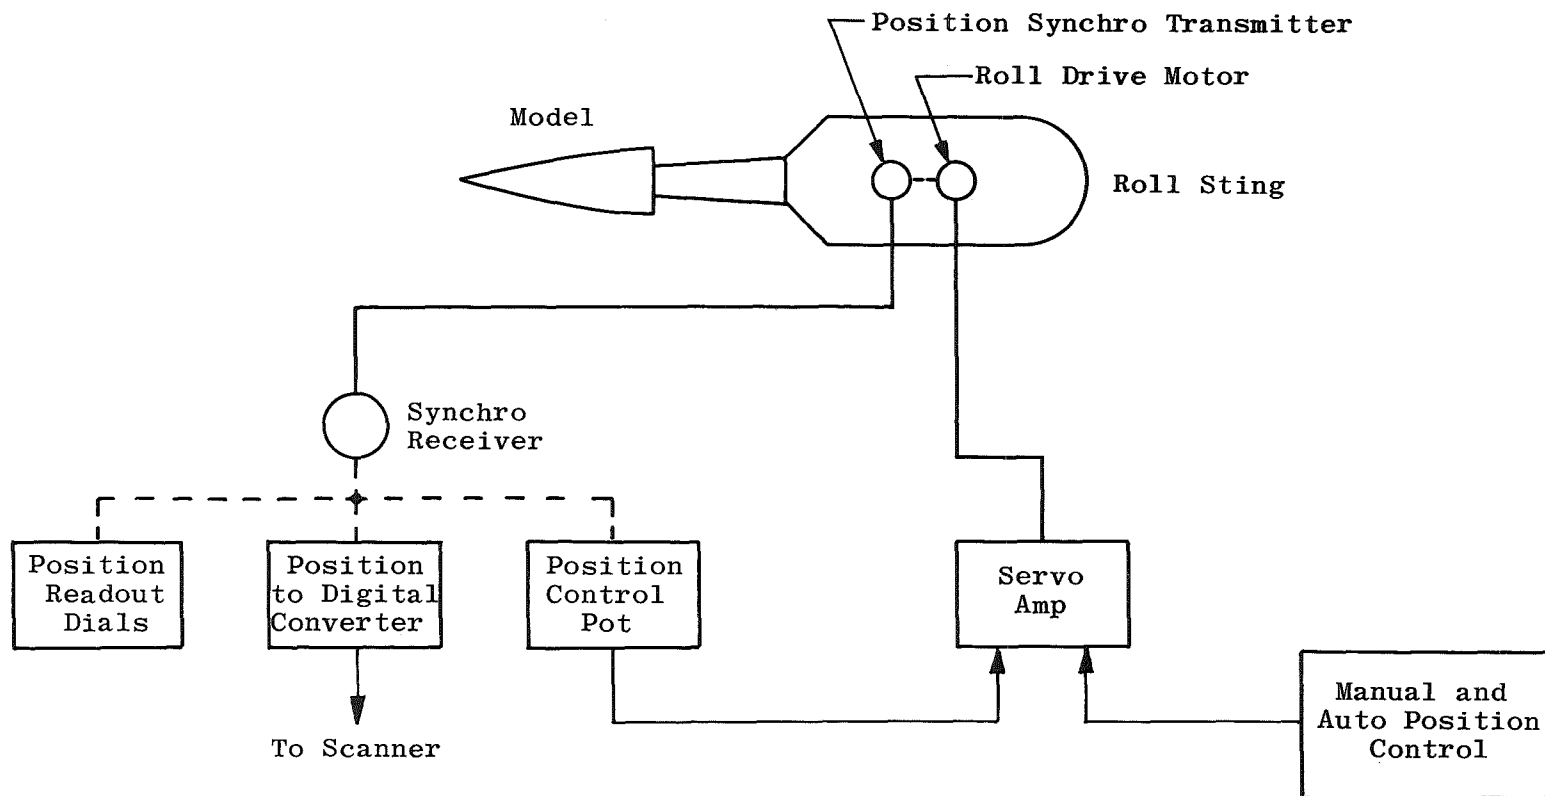 Position Synchro Transmitter
Roll Drive Motor
Model
Roll Sting
Synchro
Receiver
Position
Readout
Dials
Position
to Digital
Converter
Position
Control
Pot
Servo
Amp
Manual and
Auto Position
Control
To Scanner